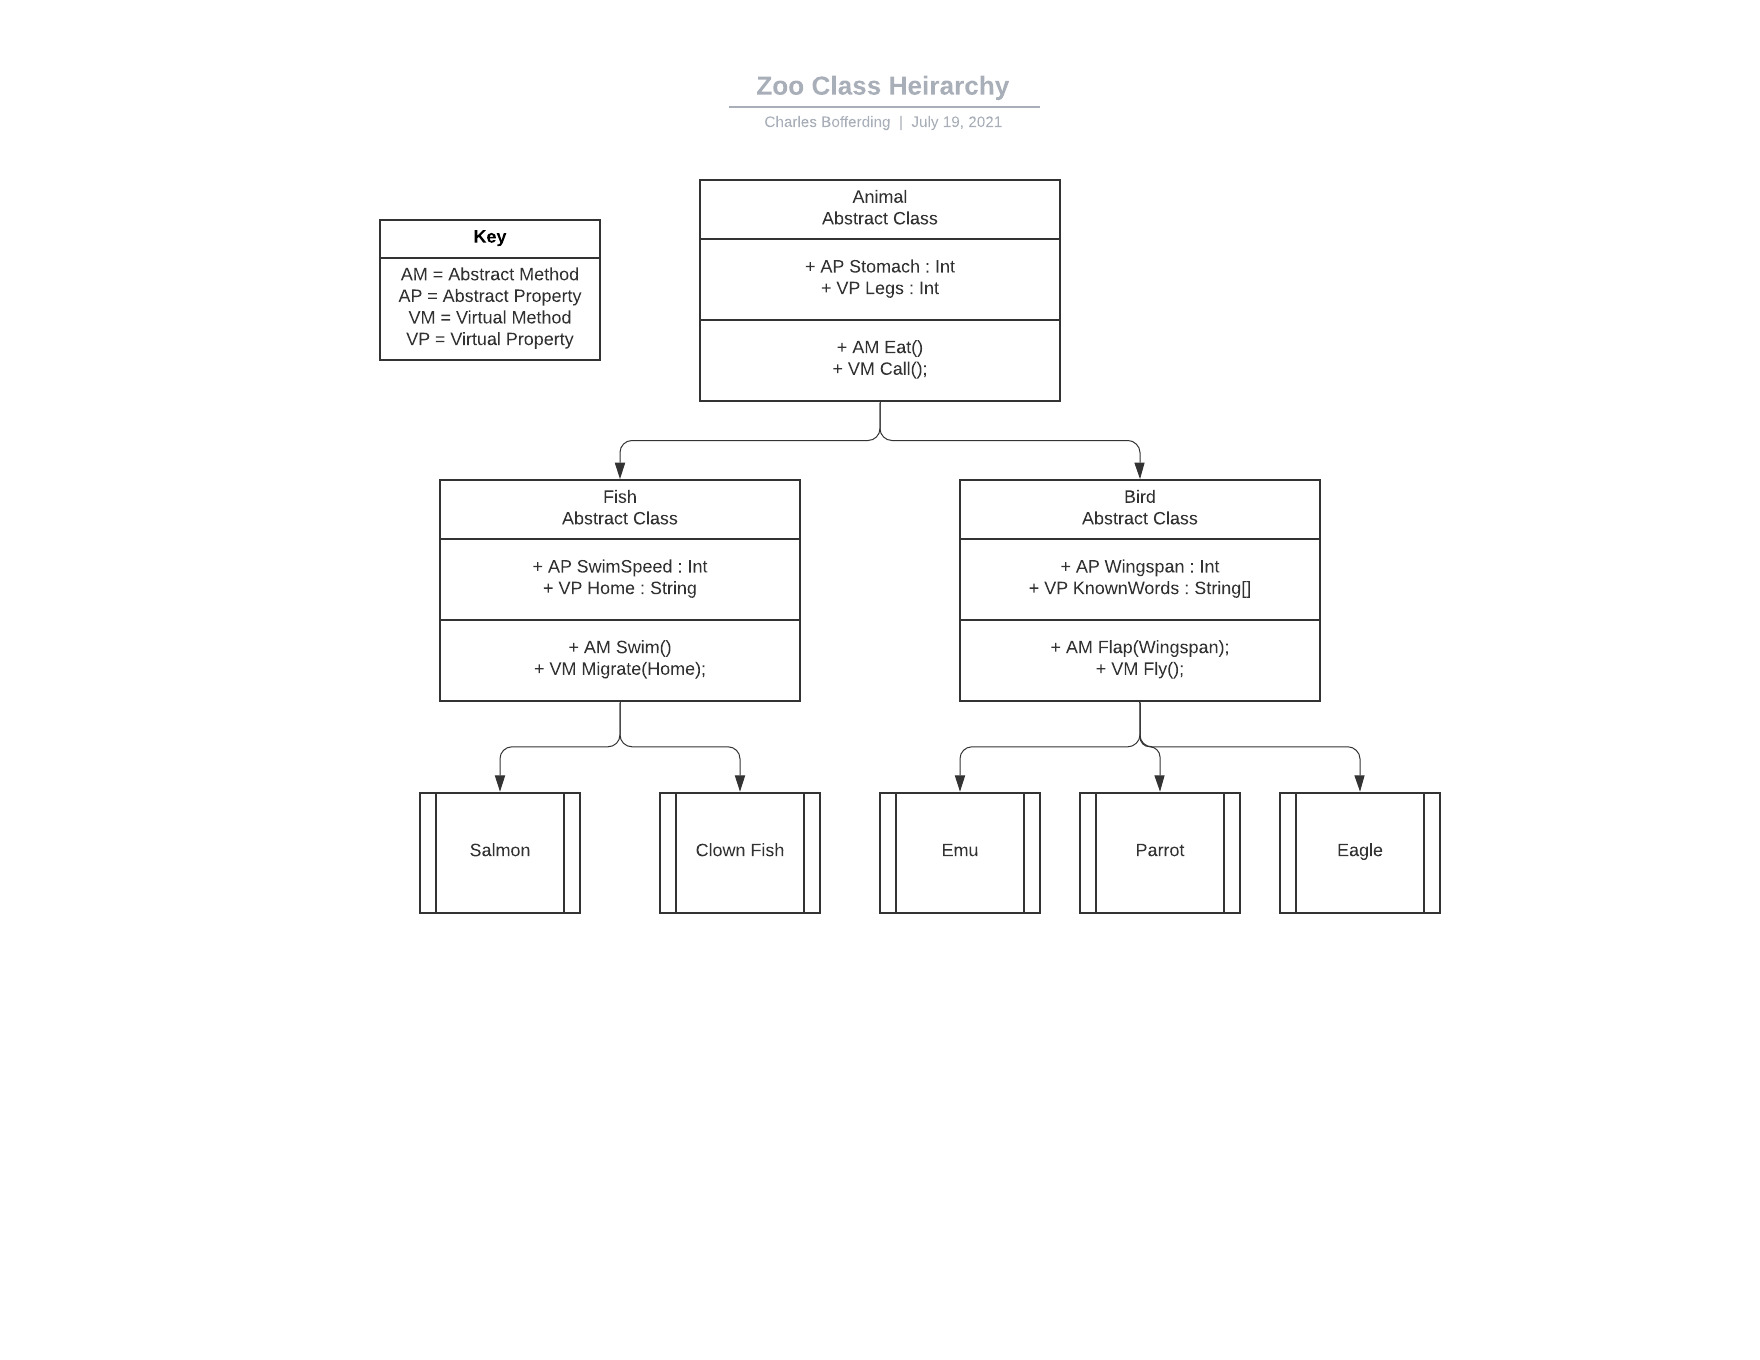 Zoo Class Heirarchy
Charles Bofferding | July 19, 2021
Key
AM = Abstract Method
AP = Abstract Property
VM = Virtual Method
VP = Virtual Property
Animal
Abstract Class
+ AP Stomach : Int
+ VP Legs : Int
+ AM Eat()
+ VM Call();
Fish
Abstract Class
+ AP SwimSpeed : Int
+ VP Home : String
+ AM Swim()
+ VM Migrate(Home);
Bird
Abstract Class
+ AP Wingspan : Int
+ VP KnownWords : String[]
+ AM Flap(Wingspan);
+ VM Fly();
Salmon
Clown Fish
Emu
Parrot
Eagle